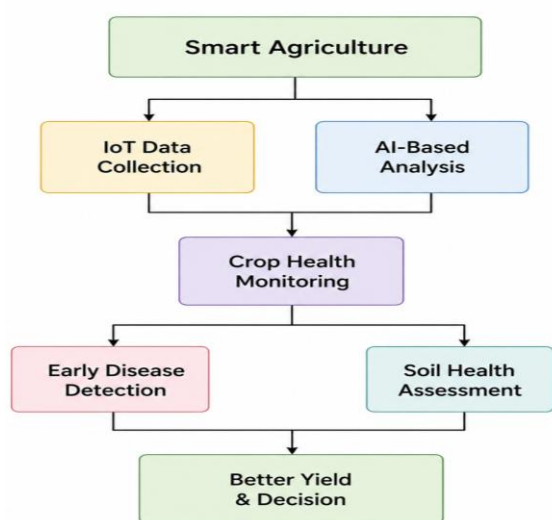 Smart Agriculture
IoT Data
Collection
AI-Based
Analysis
Crop Health
Monitoring
Early Disease
Detection
Soil Health
Assessment
Better Yield
& Decision